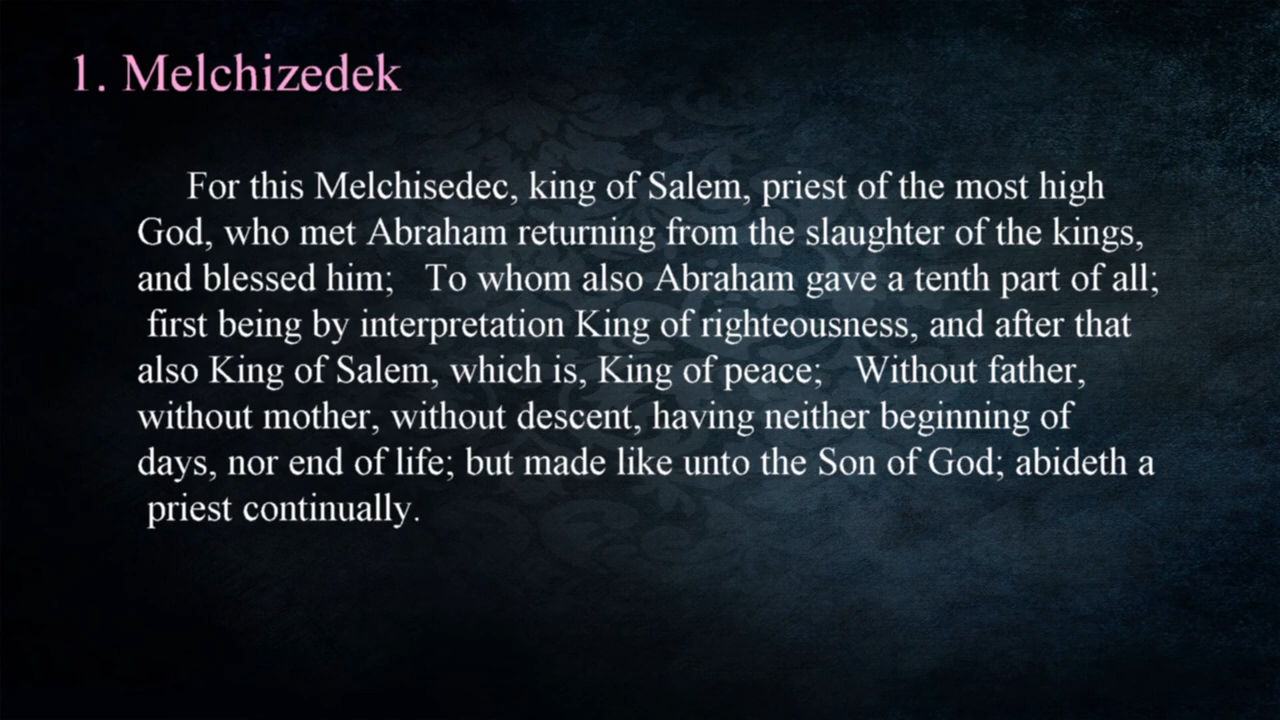 1. Melchizedek
For this Melchisedec, king of Salem, priest of the most high
God, who met Abraham returning from the slaughter of the kings,
and blessed him;   To whom also Abraham gave a tenth part of all;
first being by interpretation King of righteousness, and after that
also King of Salem, which is, King of peace;   Without father,
without mother, without descent, having neither beginning of
days, nor end of life; but made like unto the Son of God; abideth a
priest continually.